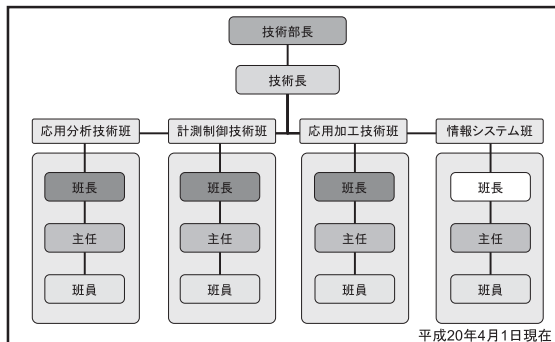 技術部長
技術長
応用分析技術班
計測制御技術班
応用加工技術班
情報システム班
班長
班長
班長
班長
主任
主任
主任
主任
班員
班員
班員
班員
平成20年4月1日現在